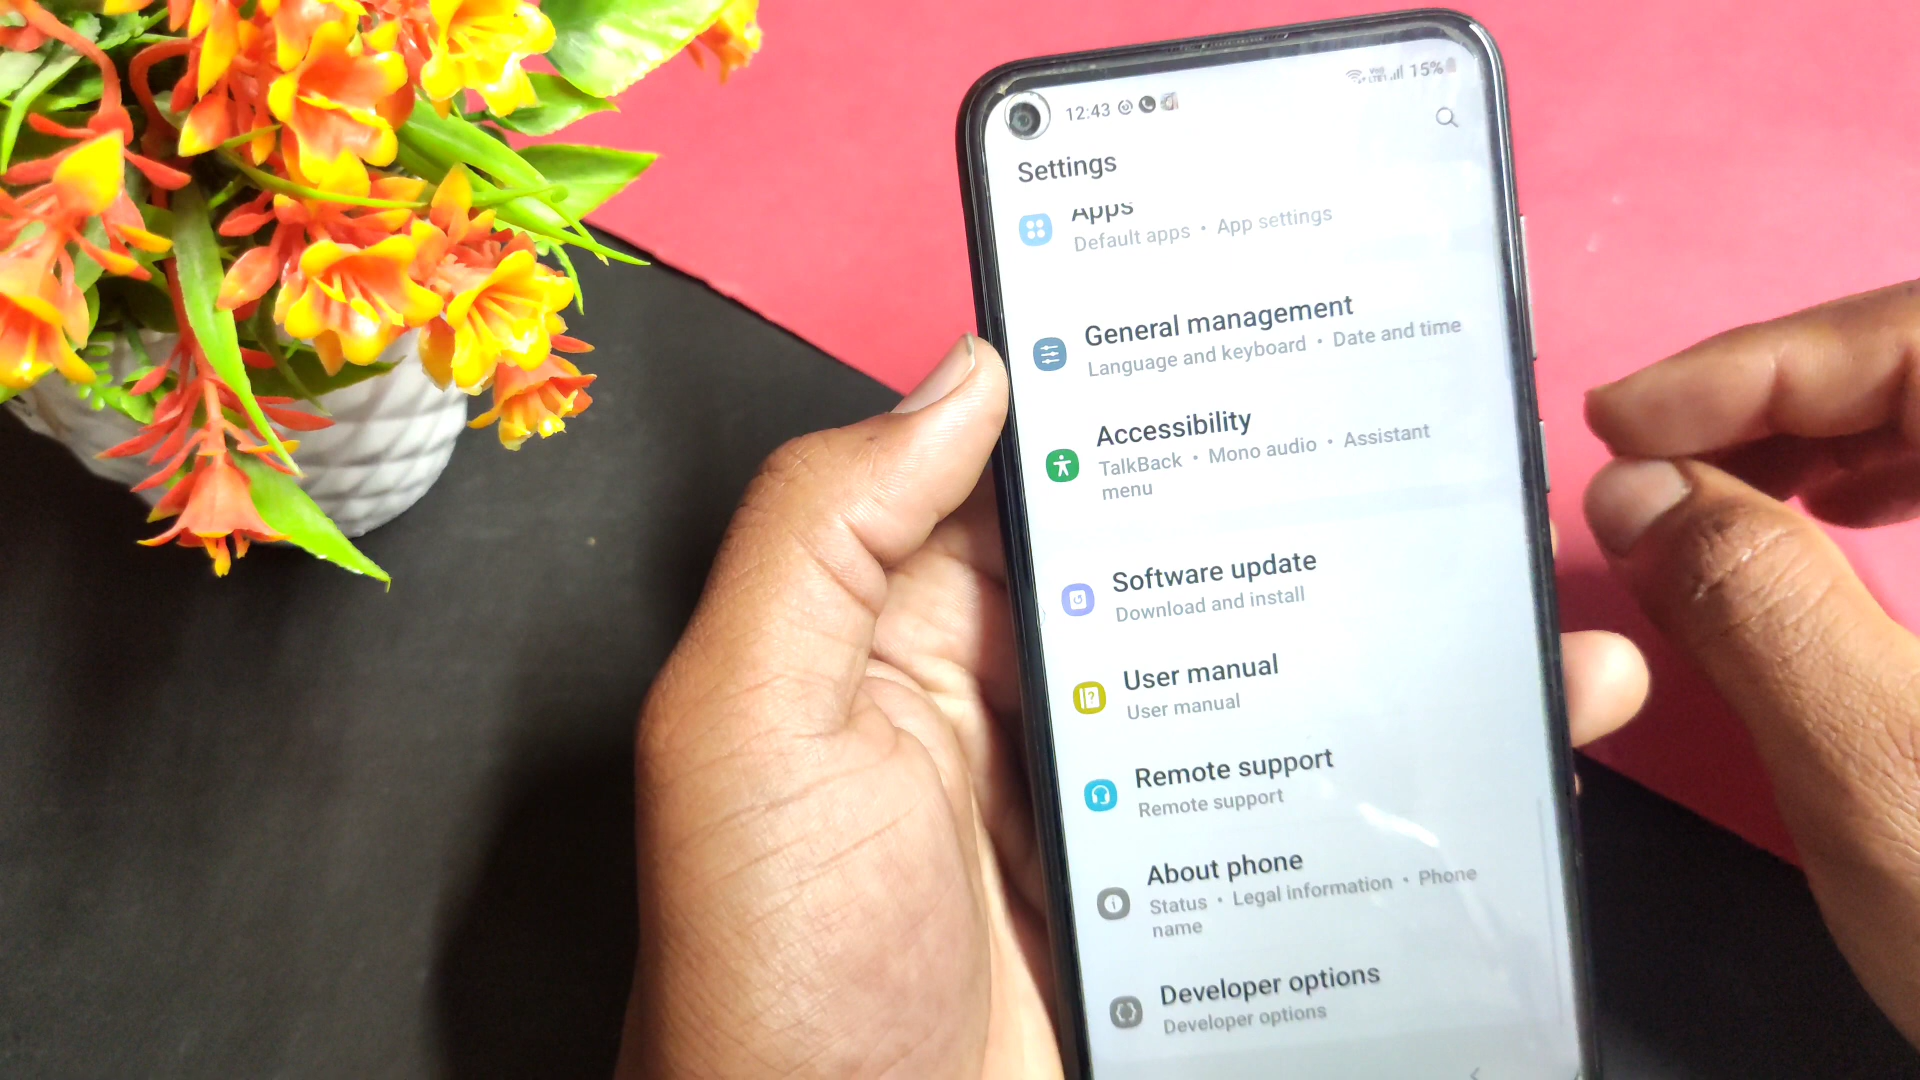 12:43 15%
Settings
Apps
Default apps • App settings
General management
Language and keyboard • Date and time
Accessibility
TalkBack • Mono audio • Assistant
menu
Software update
Download and install
User manual
User manual
Remote support
Remote support
About phone
Status • Legal information • Phone
name
Developer options
Developer options